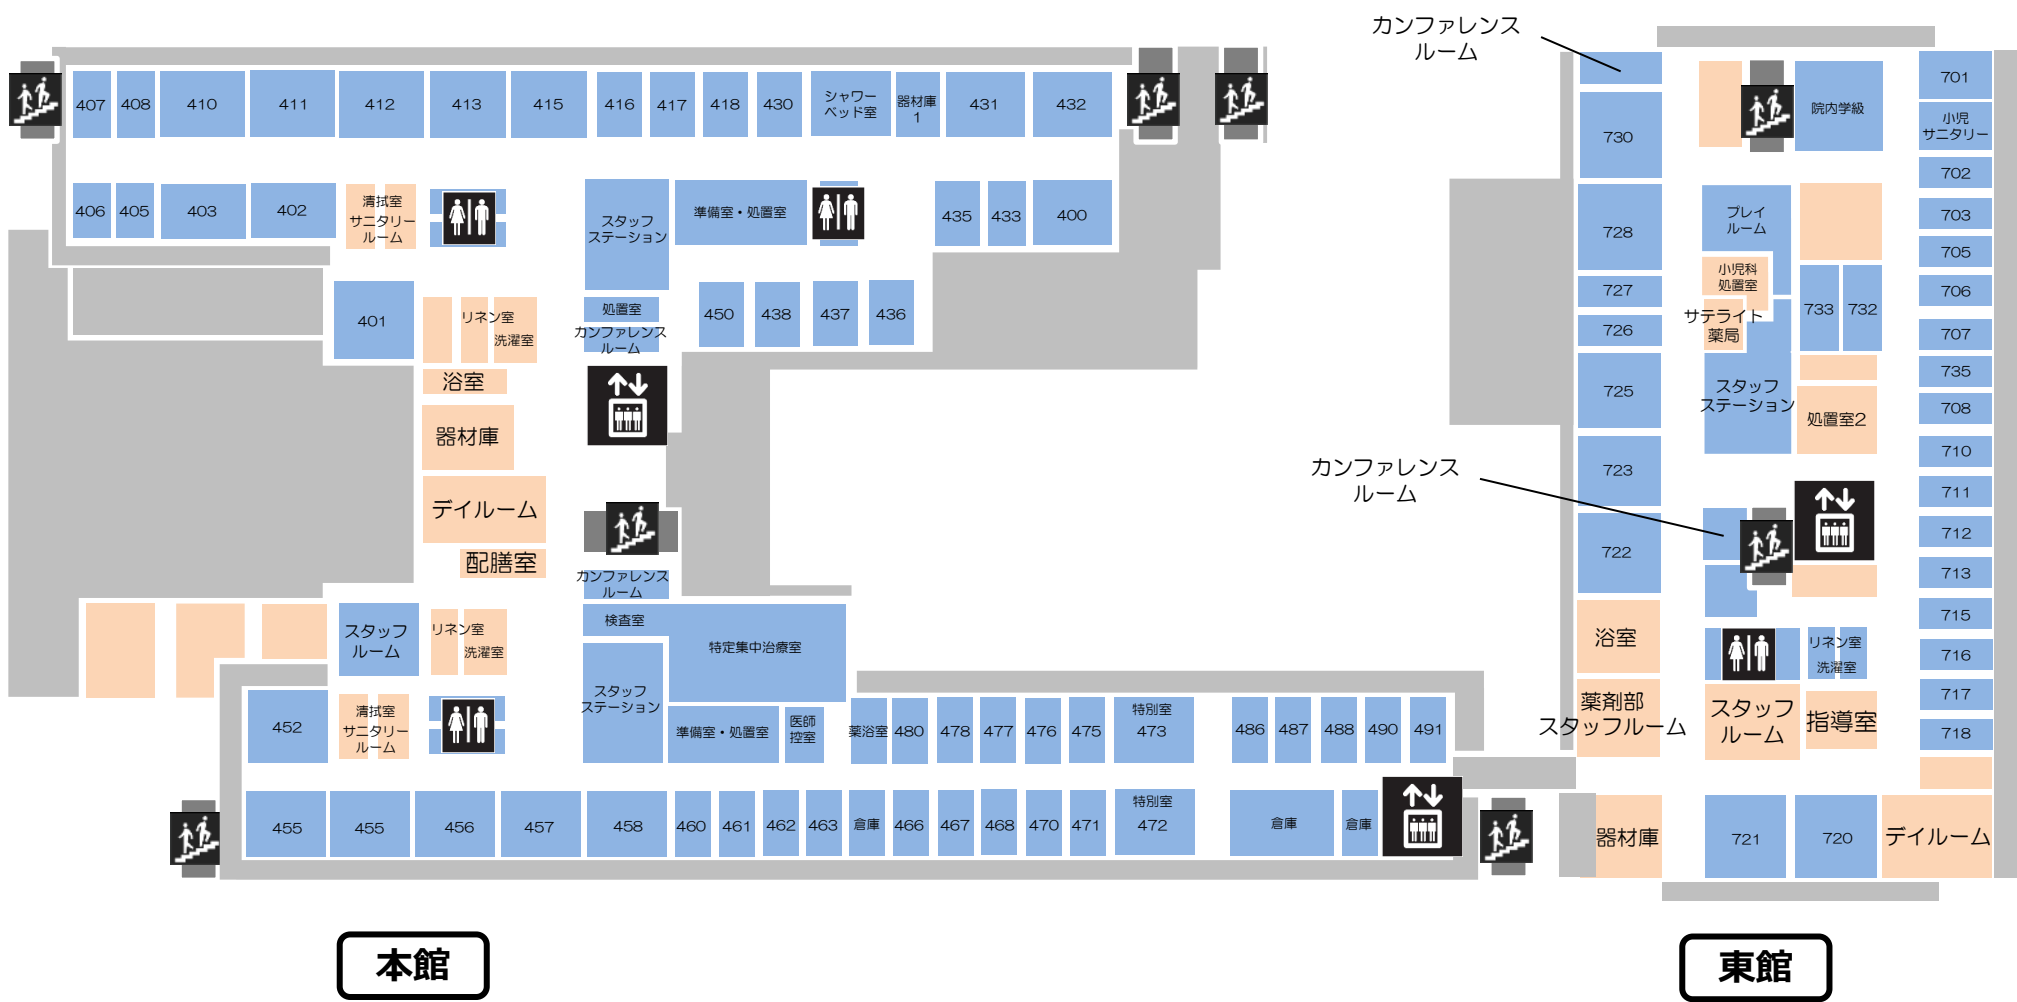 407
408
410
411
412
413
415
416
417
418
430
シャワー
ベッド室
器材庫
1
431
432
406
405
403
402
清拭室
サニタリー
ルーム
スタッフ
ステーション
準備室・処置室
435
433
400
401
リネン室
洗濯室
処置室
カンファレンス
ルーム
450
438
437
436
浴室
器材庫
デイルーム
配膳室
カンファレンス
ルーム
スタッフ
ルーム
リネン室
洗濯室
検査室
特定集中治療室
452
清拭室
サニタリー
ルーム
スタッフ
ステーション
準備室・処置室
医師
控室
薬浴室
480
478
477
476
475
特別室
473
486
487
488
490
491
455
455
456
457
458
460
461
462
463
倉庫
466
467
468
470
471
特別室
472
倉庫
倉庫
本館
カンファレンス
ルーム
730
院内学級
701
小児
サニタリー
702
728
プレイ
ルーム
703
705
727
小児科
処置室
706
726
サテライト
薬局
733
732
707
725
スタッフ
ステーション
処置室2
735
708
カンファレンス
ルーム
723
710
711
722
712
713
浴室
リネン室
洗濯室
715
716
薬剤部
スタッフルーム
スタッフ
ルーム
指導室
717
718
器材庫
721
720
デイルーム
東館